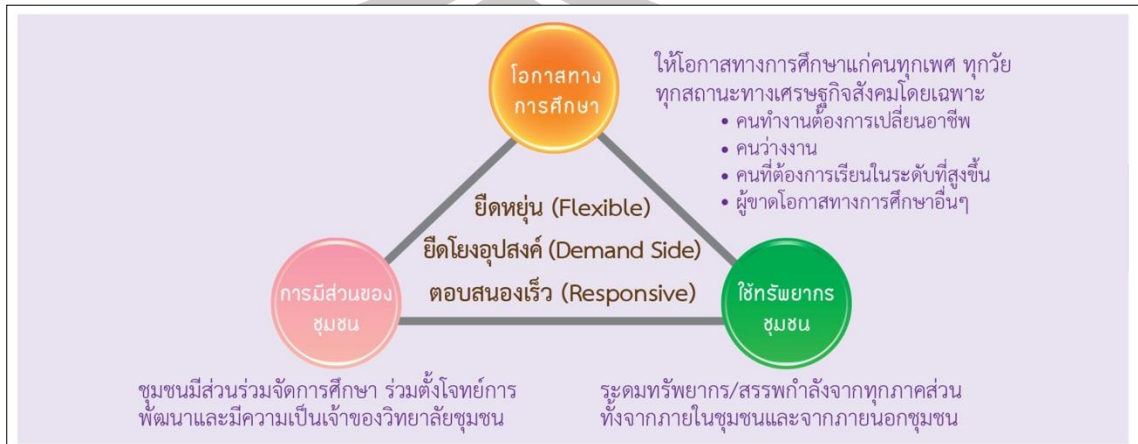 โอกาสทาง
การศึกษา
ให้โอกาสทางการศึกษาแก่คนทุกเพศ ทุกวัย
ทุกสถานะทางเศรษฐกิจสังคมโดยเฉพาะ
• คนทำงานต้องการเปลี่ยนอาชีพ
• คนว่างงาน
• คนที่ต้องการเรียนในระดับที่สูงขึ้น
• ผู้ขาดโอกาสทางการศึกษาอื่นๆ
ยืดหยุ่น (Flexible)
ยึดโยงอุปสงค์ (Demand Side)
ตอบสนองเร็ว (Responsive)
การมีส่วนของ
ชุมชน
ใช้ทรัพยากร
ชุมชน
ชุมชนมีส่วนร่วมจัดการศึกษา ร่วมตั้งโจทย์การ
พัฒนาและมีความเป็นเจ้าของวิทยาลัยชุมชน
ระดมทรัพยากร/สรรพกำลังจากทุกภาคส่วน
ทั้งจากภายในชุมชนและจากภายนอกชุมชน